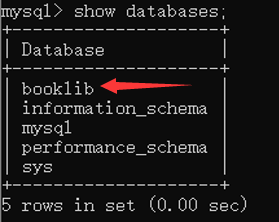 mysql> show databases;
+--------------------+
| Database           |
+--------------------+
| booklib            |
| information_schema |
| mysql              |
| performance_schema |
| sys                |
+--------------------+
5 rows in set (0.00 sec)